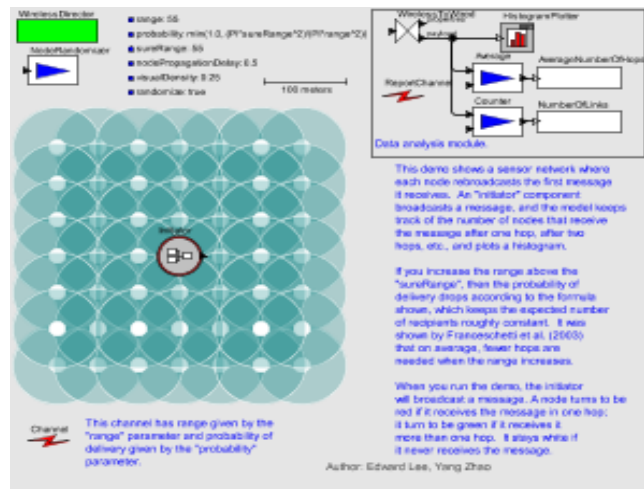 WirelessDirector
NodeRandomizer
range: 55
probability: min(1.0, (PI*sureRange^2)/(PI*range^2))
sureRange: 55
nodePropagationDelay: 0.5
visualDensity: 0.25
randomize: true
100 meters
WirelessToWired
properties
payload
HistogramPlotter
ReportChannel
Average
AverageNumberOfHops
Counter
NumberOfLinks
Data analysis module.
Initiator
This demo shows a sensor network where
each node rebroadcasts the first message
it receives. An "initiator" component
broadcasts a message, and the model keeps
track of the number of nodes that receive
the message after one hop, after two
hops, etc., and plots a histogram.
If you increase the range above the
"sureRange", then the probability of
delivery drops according to the formula
shown, which keeps the expected number
of recipients roughly constant. It was
shown by Franceschetti et al. (2003)
that on average, fewer hops are
needed when the range increases.
When you run the demo, the initiator
will broadcast a message. A node turns to be
red if it receives the message in one hop;
it turn to be green if it receives it
more than one hop. It stays white if
it never receives the message.
Channel
This channel has range given by the
"range" parameter and probability of
delivery given by the "probability"
parameter.
Author: Edward Lee, Yang Zhao